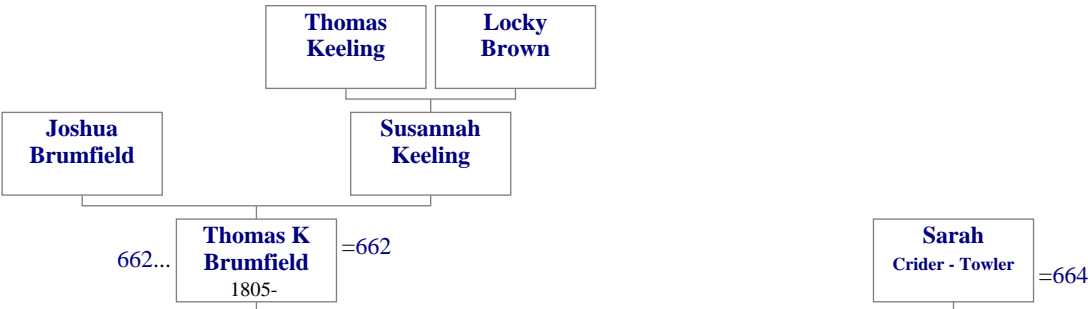 Thomas
Keeling
Locky
Brown
Joshua
Brumfield
Susannah
Keeling
662...
Thomas K
Brumfield
1805-
=662
Sarah
Crider - Towler
=664